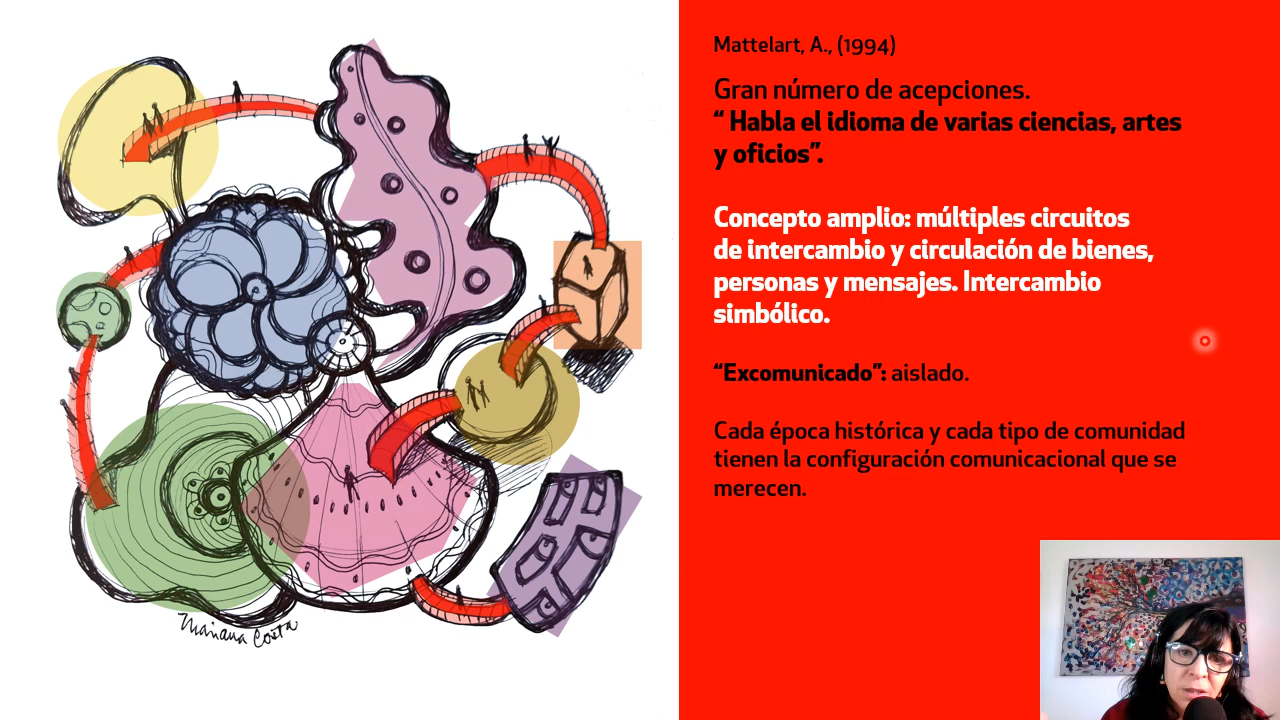 Mattelart, A., (1994)
Gran número de acepciones.
“ Habla el idioma de varias ciencias, artes
y oficios”.
Concepto amplio: múltiples circuitos
de intercambio y circulación de bienes,
personas y mensajes. Intercambio
simbólico.
“Excomunicado”: aislado.
Cada época histórica y cada tipo de comunidad
tienen la configuración comunicacional que se
merecen.
Mariana Costa